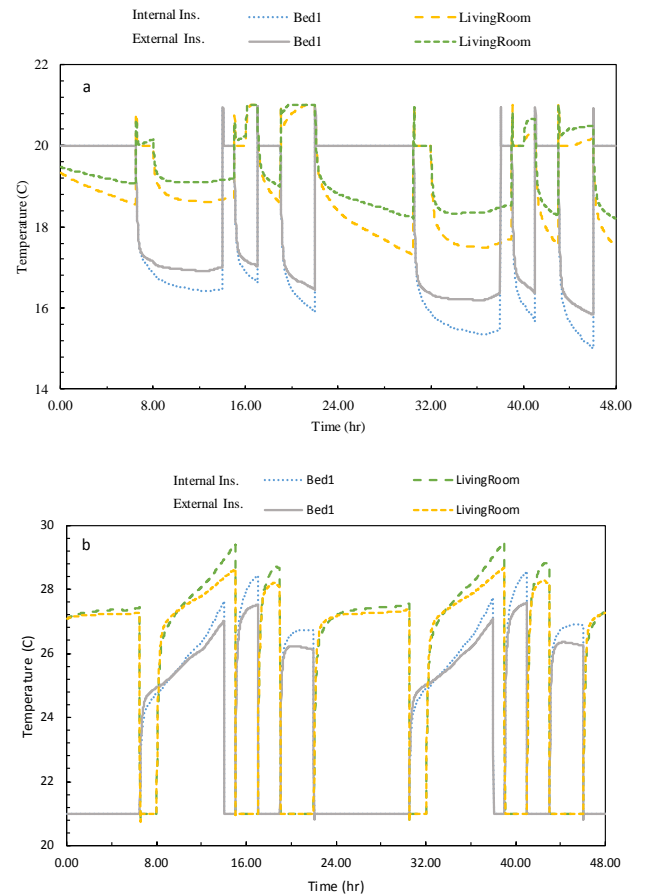 Internal Ins. Bed1 LivingRoom
External Ins. Bed1 LivingRoom
a
22
20
18
16
14
Temperature (C)
0.00 8.00 16.00 24.00 32.00 40.00 48.00
Time (hr)
Internal Ins. Bed1 LivingRoom
External Ins. Bed1 LivingRoom
b
30
28
26
24
22
20
Temperature (C)
0.00 8.00 16.00 24.00 32.00 40.00 48.00
Time (hr)